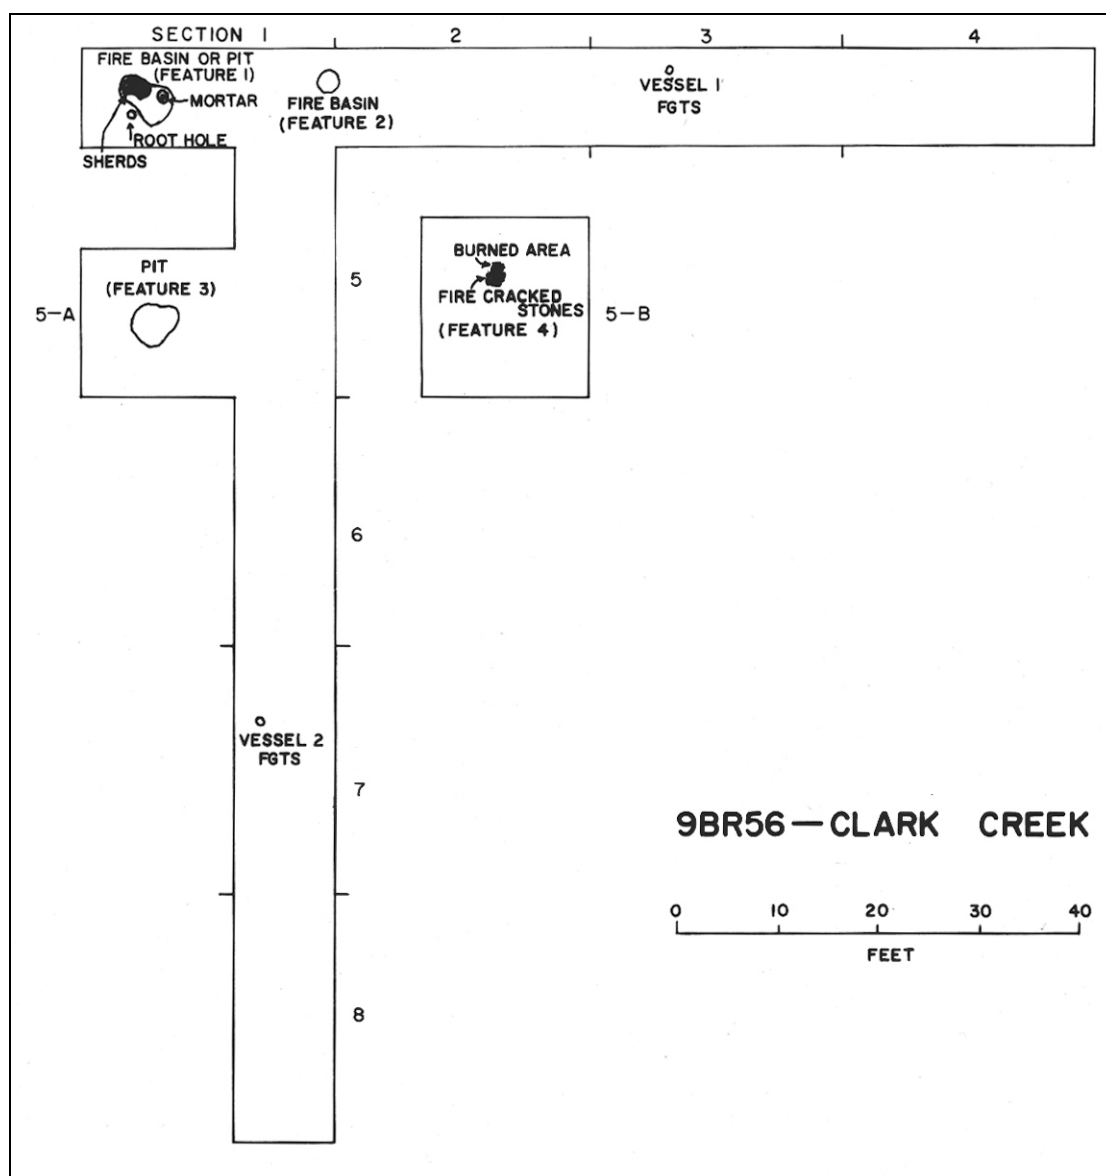 SECTION 1
2
3
4
FIRE BASIN OR PIT
(FEATURE 1)
MORTAR
ROOT HOLE
SHERDS
FIRE BASIN
(FEATURE 2)
VESSEL 1
FGTS
PIT
(FEATURE 3)
5-A
5
BURNED AREA
FIRE CRACKED
STONES
(FEATURE 4)
5-B
6
VESSEL 2
FGTS
7
8
9BR56 — CLARK CREEK
0 10 20 30 40
FEET